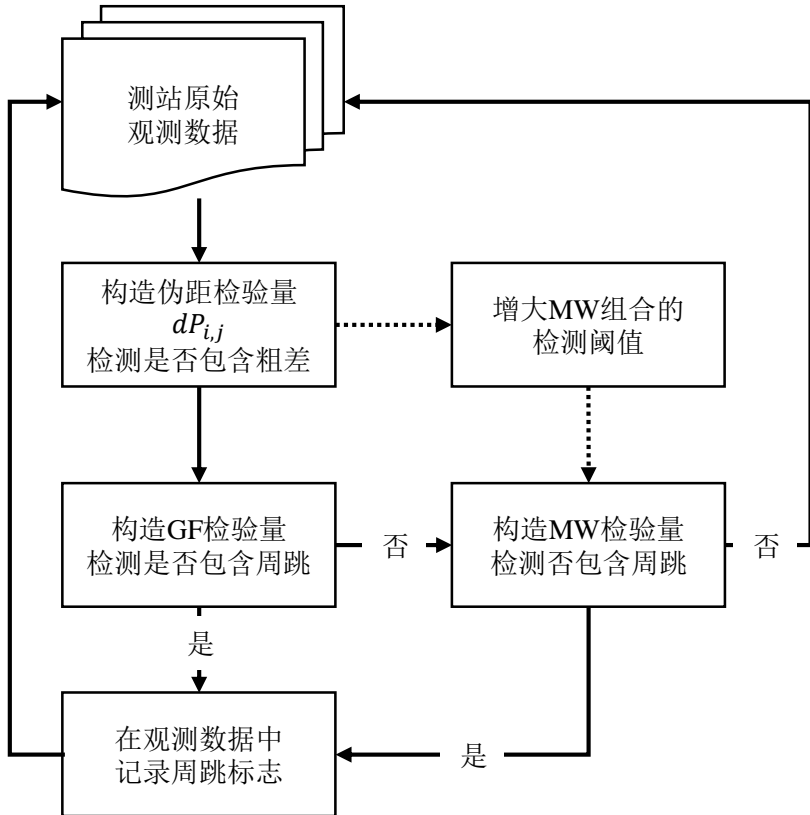 测站原始
观测数据
构造伪距检验量
dP_{i,j}
检测是否包含粗差
增大MW组合的
检测阈值
构造GF检验量
检测是否包含周跳
否
构造MW检验量
检测否包含周跳
否
是
在观测数据中
记录周跳标志
是